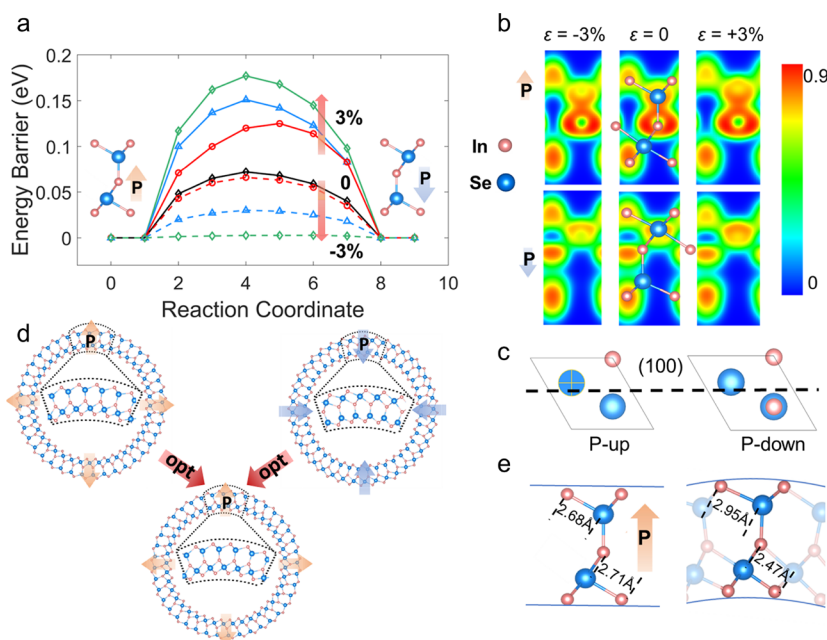 a
Energy Barrier (eV)
0.2
0.15
0.1
0.05
0
P
3%
0
-3%
P
0 2 4 6 8 10
Reaction Coordinate
b
ε = -3% ε = 0 ε = +3%
P
In
Se
P
0.9
0
c
(100)
P-up P-down
d
P
P
opt opt
P
e
2.68Å
2.71Å
P
2.95Å
2.47Å